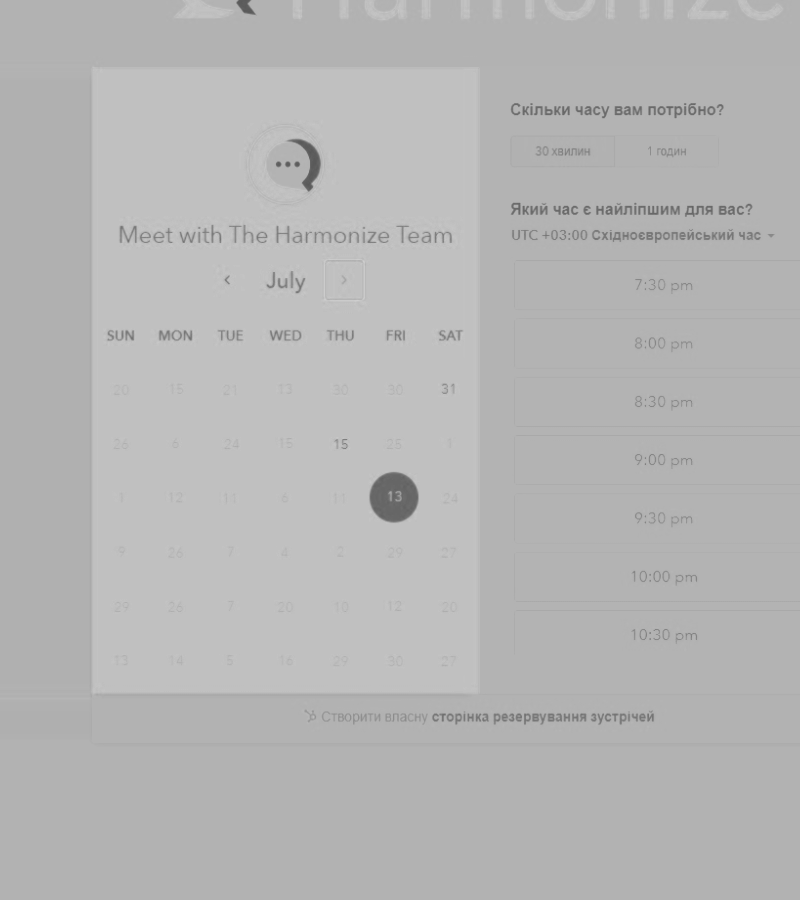 Harmonize
Meet with The Harmonize Team
July
SUN MON TUE WED THU FRI SAT
20 15 21 13 30 30 31
26 6 24 15 15 25 1
1 12 11 6 11 13 24
9 26 7 4 2 29 27
29 26 7 20 10 12 20
13 14 5 16 29 30 27
Скільки часу вам потрібно?
30 хвилин 1 годин
Який час є найліпшим для вас?
UTC +03:00 Східноєвропейський час
7:30 pm
8:00 pm
8:30 pm
9:00 pm
9:30 pm
10:00 pm
10:30 pm
Створити власну сторінка резервування зустрічей